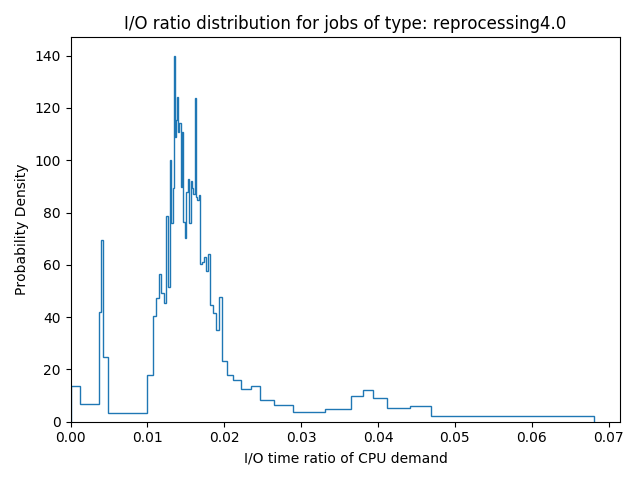 I/O ratio distribution for jobs of type: reprocessing4.0
140
120
100
80
60
40
20
0
Probability Density
0.00 0.01 0.02 0.03 0.04 0.05 0.06 0.07
I/O time ratio of CPU demand